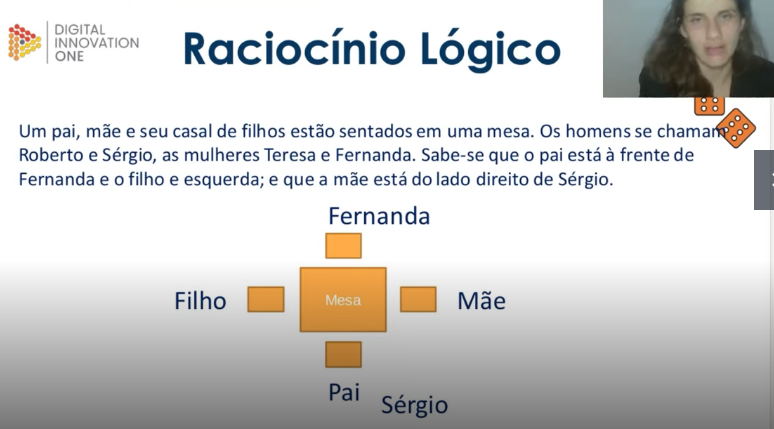 DIGITAL
INNOVATION
ONE
Raciocínio Lógico
Um pai, mãe e seu casal de filhos estão sentados em uma mesa. Os homens se chamam
Roberto e Sérgio, as mulheres Teresa e Fernanda. Sabe-se que o pai está à frente de
Fernanda e o filho e esquerda; e que a mãe está do lado direito de Sérgio.
Fernanda
Filho
Mesa
Mãe
Pai
Sérgio